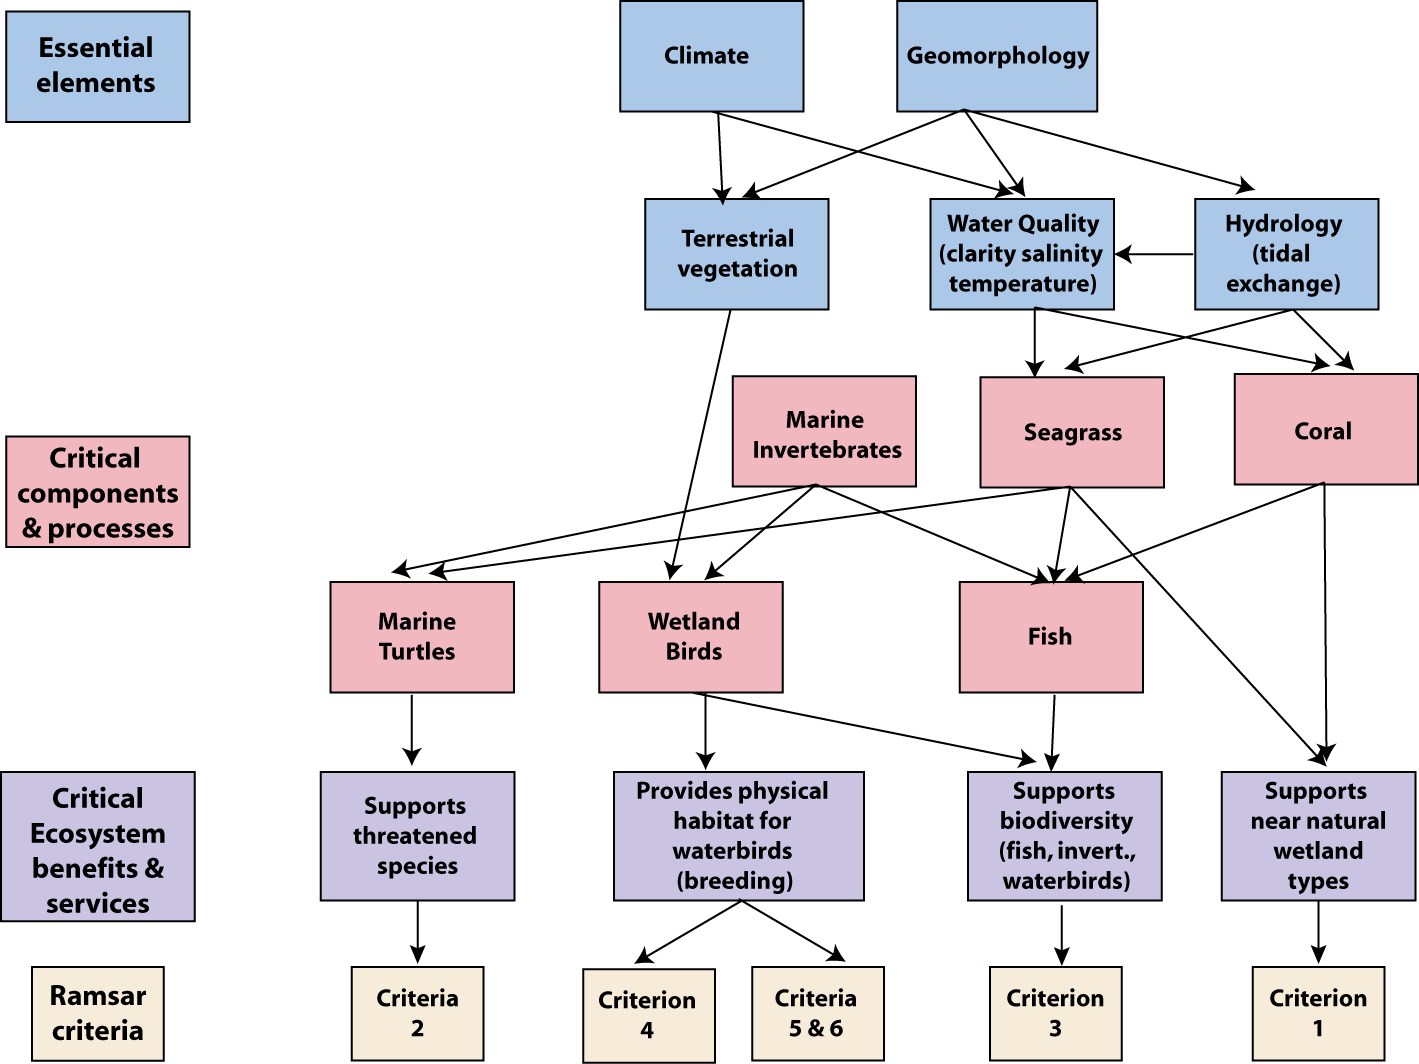 Essential
elements
Climate
Geomorphology
Terrestrial
vegetation
Water Quality
(clarity salinity
temperature)
Hydrology
(tidal
exchange)
Critical
components
& processes
Marine
Invertebrates
Seagrass
Coral
Marine
Turtles
Wetland
Birds
Fish
Critical
Ecosystem
benefits &
services
Supports
threatened
species
Provides physical
habitat for
waterbirds
(breeding)
Supports
biodiversity
(fish, invert.,
waterbirds)
Supports
near natural
wetland
types
Ramsar
criteria
Criteria
2
Criterion
4
Criteria
5 & 6
Criterion
3
Criterion
1